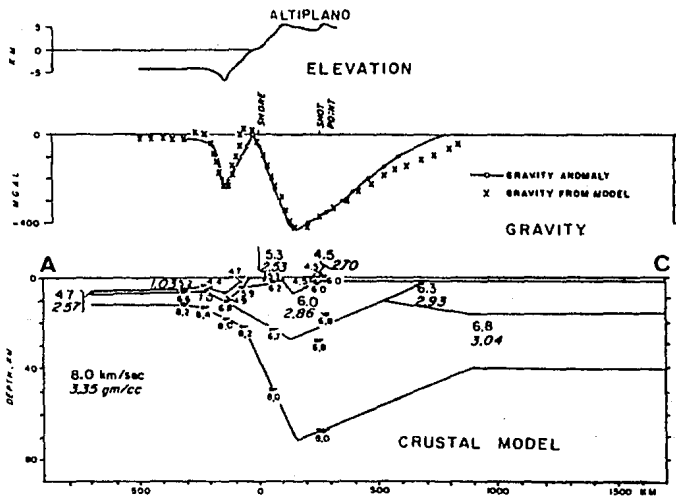 ALTIPLANO
5
0
-5
KM
ELEVATION
SHORE
SHOT
POINT
0
-400
MGAL
GRAVITY ANOMALY
x GRAVITY FROM MODEL
GRAVITY
A
C
5.3
2.53
4.5
2.70
4.7
2.57
1.03
6.0
2.86
6.3
2.93
6.8
3.04
8.0 km/sec
3.35 gm/cc
0
40
80
DEPTH, KM
CRUSTAL MODEL
500
0
500
1000
1500 KM